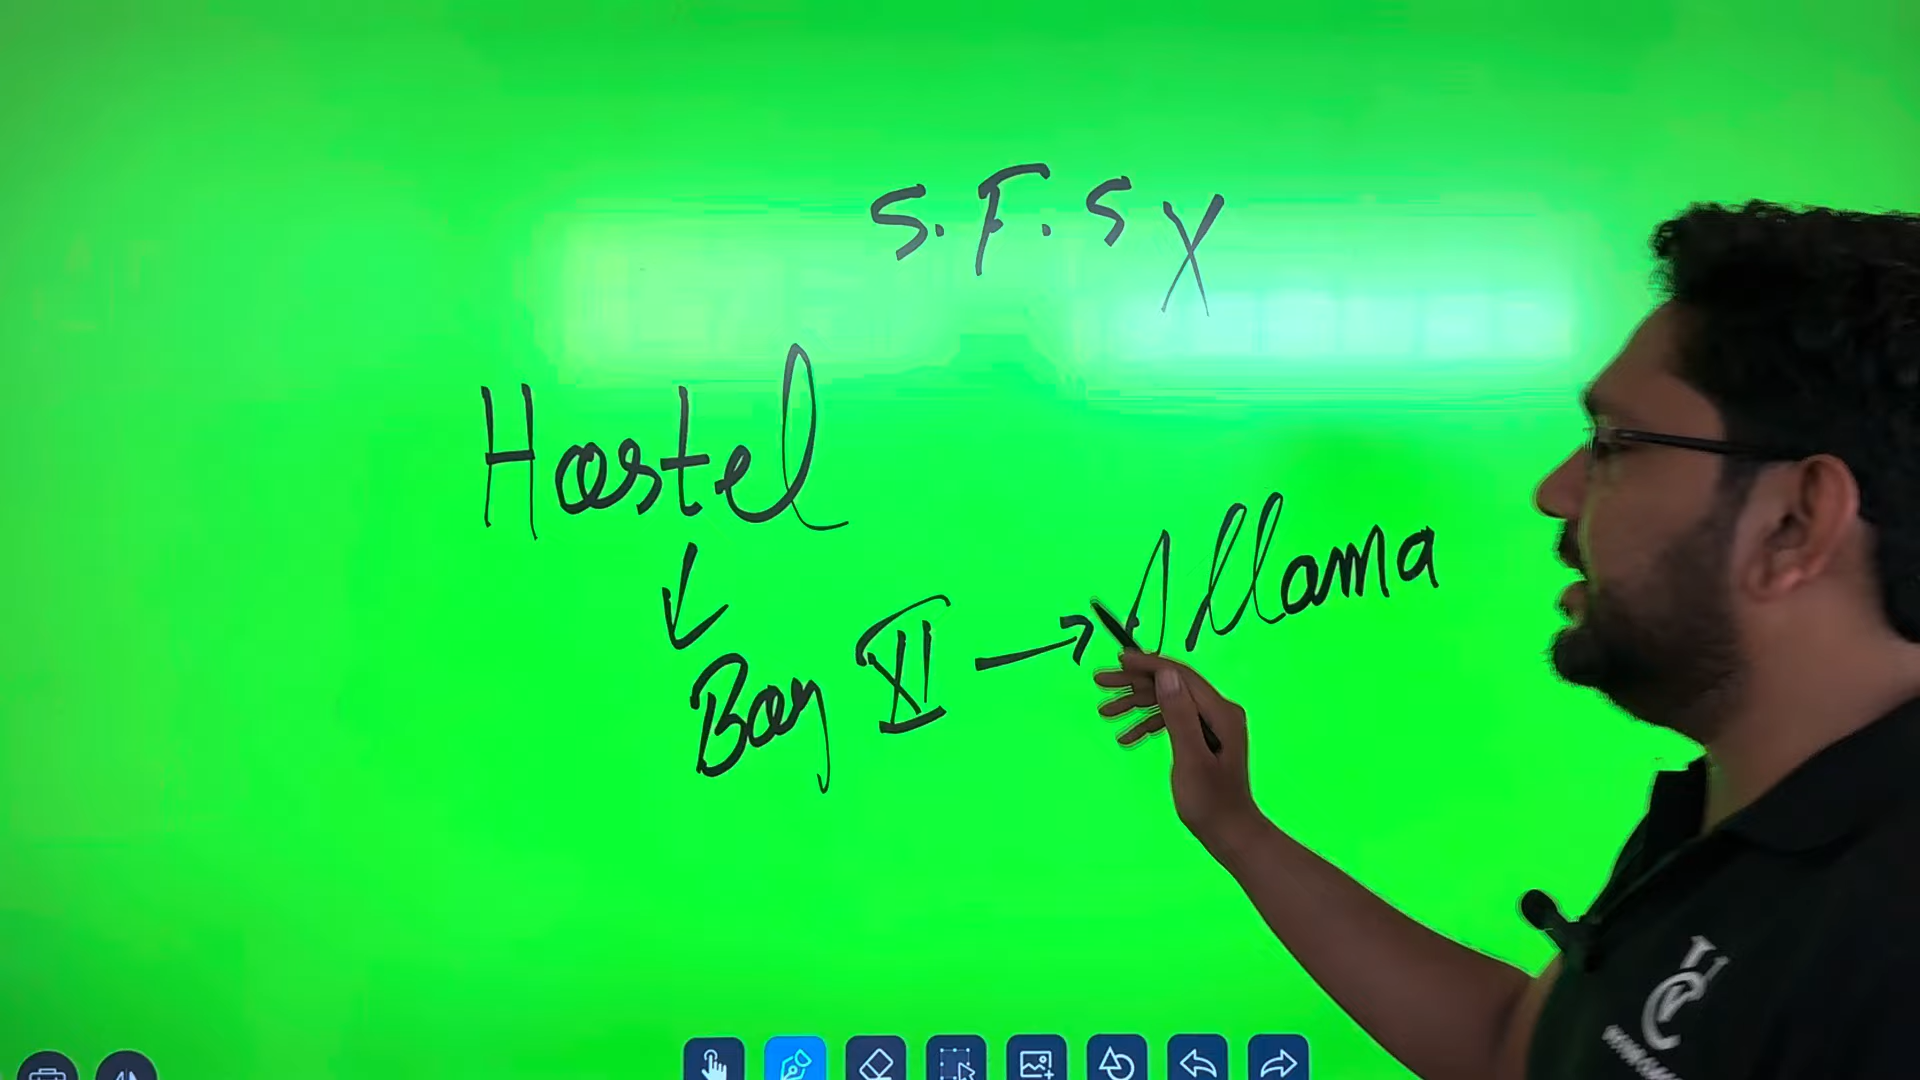 S.F.S X
Hostel
Boy XI → Allama